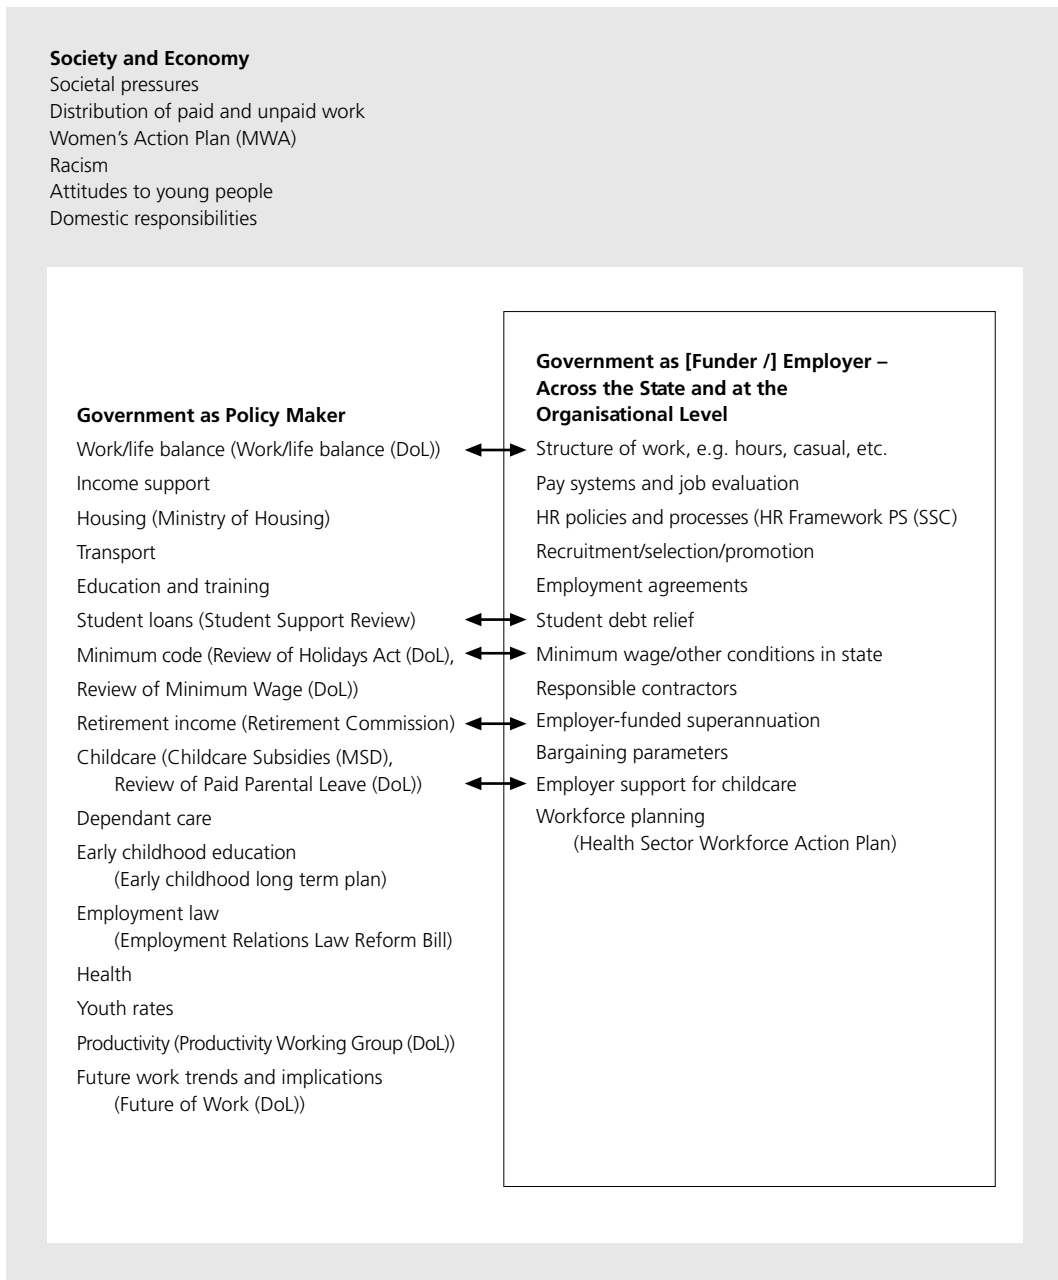 Society and Economy
Societal pressures
Distribution of paid and unpaid work
Women’s Action Plan (MWA)
Racism
Attitudes to young people
Domestic responsibilities
Government as Policy Maker
Work/life balance (Work/life balance (DoL))
Income support
Housing (Ministry of Housing)
Transport
Education and training
Student loans (Student Support Review)
Minimum code (Review of Holidays Act (DoL),
Review of Minimum Wage (DoL))
Retirement income (Retirement Commission)
Childcare (Childcare Subsidies (MSD),
Review of Paid Parental Leave (DoL))
Dependant care
Early childhood education
(Early childhood long term plan)
Employment law
(Employment Relations Law Reform Bill)
Health
Youth rates
Productivity (Productivity Working Group (DoL))
Future work trends and implications
(Future of Work (DoL))
Government as [Funder /] Employer –
Across the State and at the
Organisational Level
Structure of work, e.g. hours, casual, etc.
Pay systems and job evaluation
HR policies and processes (HR Framework PS (SSC)
Recruitment/selection/promotion
Employment agreements
Student debt relief
Minimum wage/other conditions in state
Responsible contractors
Employer-funded superannuation
Bargaining parameters
Employer support for childcare
Workforce planning
(Health Sector Workforce Action Plan)